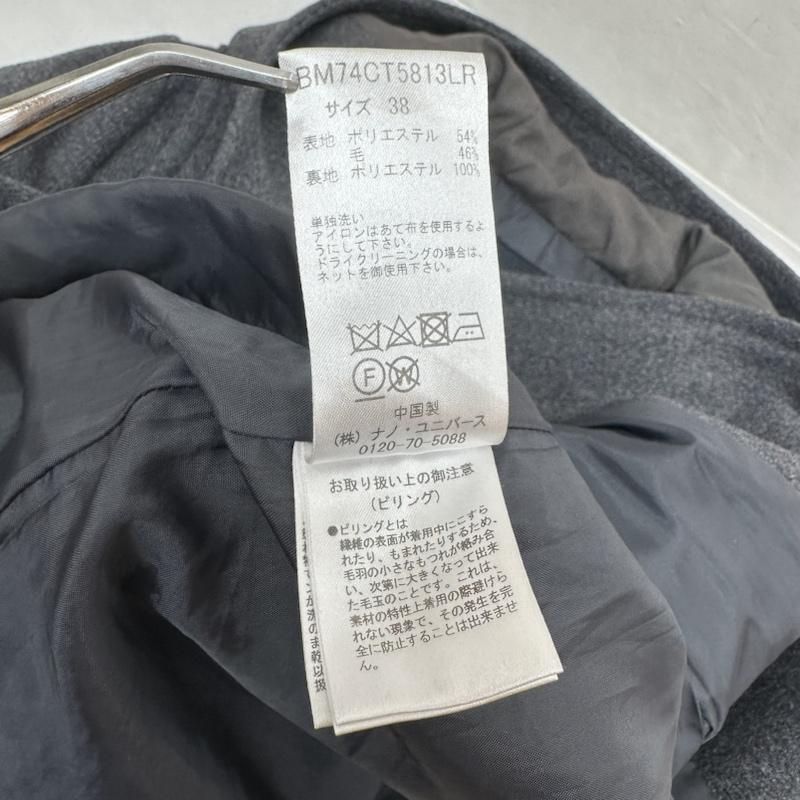 BM74CT5813LR
サイズ 38
表地 ポリエステル 54%
毛 46%
裏地 ポリエステル 100%
単独洗い
アイロンはあて布を使用するよ
うにして下さい。
ドライクリーニングの場合は、
ネットを御使用下さい。
F W
中国製
(株) ナノ・ユニバース
0120-70-5088
お取り扱い上の御注意
(ピリング)
●ピリングとは
繊維の表面が着用中にこすら
れたり、もまれたりするため、
毛羽の小さなもつれが絡み合
い、次第に大きくなって出来
た毛玉のことです。これは、
素材の特性上着用の際避けら
れない現象で、その発生を完
全に防止することは出来ませ
ん。